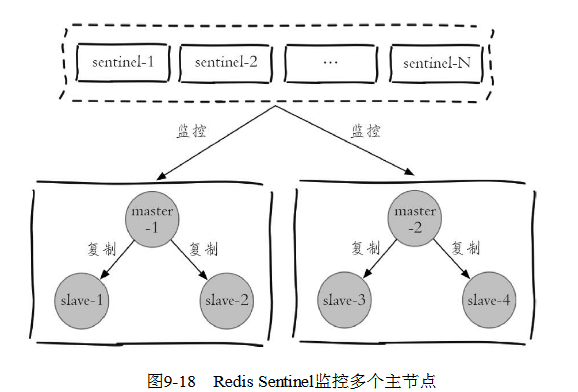 sentinel-1 sentinel-2 … sentinel-N
监控 监控
master
-1
master
-2
复制 复制 复制 复制
slave-1 slave-2 slave-3 slave-4
图9-18 Redis Sentinel监控多个主节点